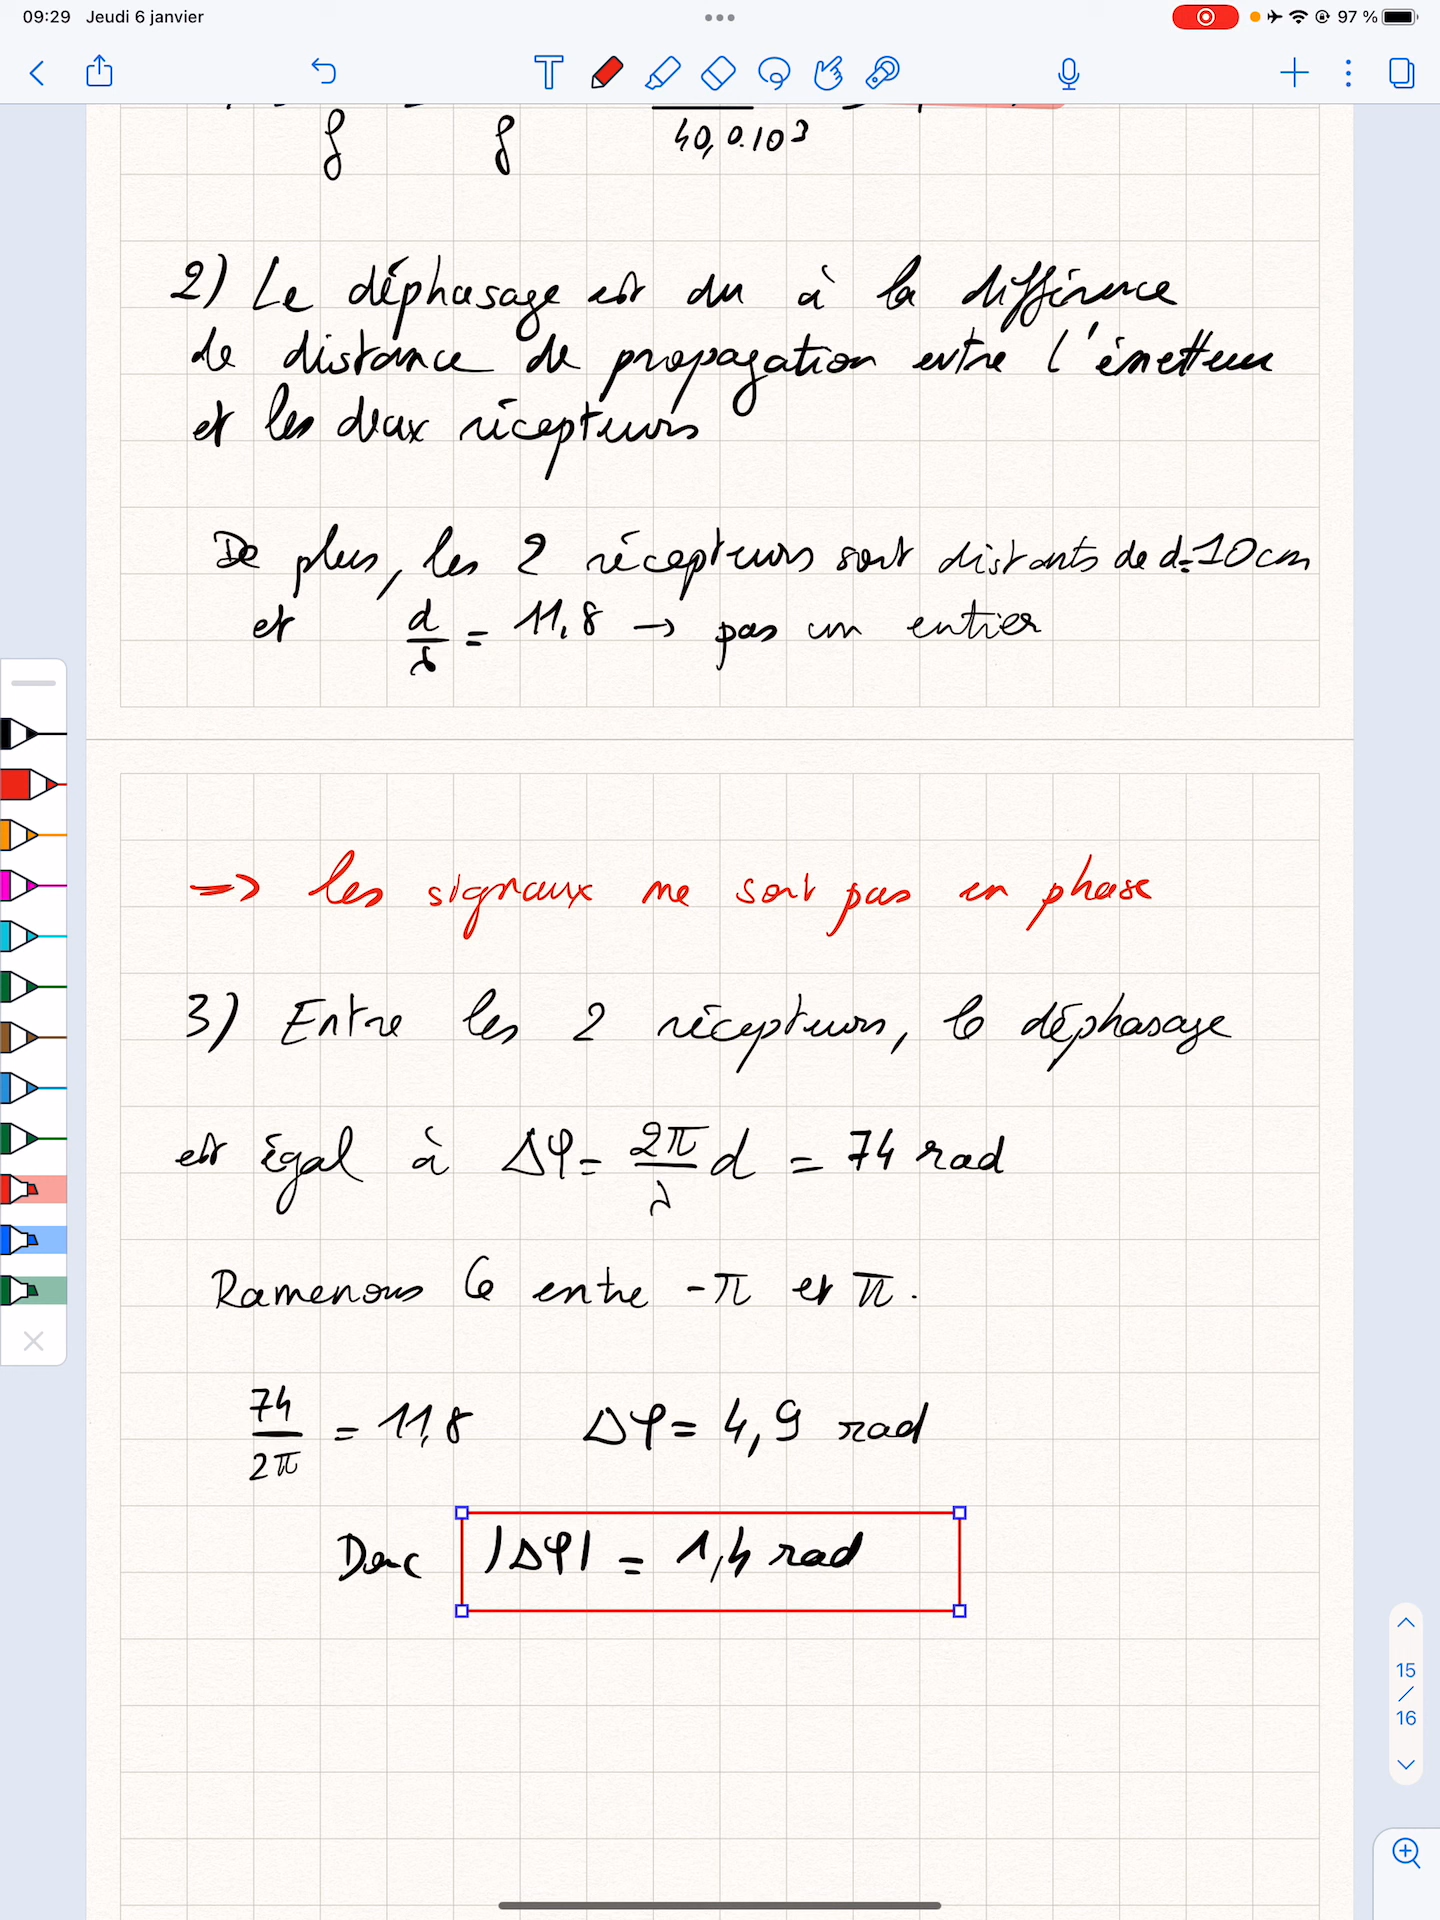 09:29 Jeudi 6 janvier
97 %
40,0.10³
2) Le déphasage est du à la différence
de distance de propagation entre l'émetteur
et les deux récepteurs
De plus, les 2 récepteurs sont distants de d=10cm
et d/λ = 11,8 → pas un entier
=> les signaux ne sont pas en phase
3) Entre les 2 récepteurs, le déphasage
est égal à Δφ = 2π/λ d = 74 rad
Ramenons le entre -π et π.
74/2π = 11,8 Δφ = 4,9 rad
Donc |Δφ| = 1,4 rad
15
/
16